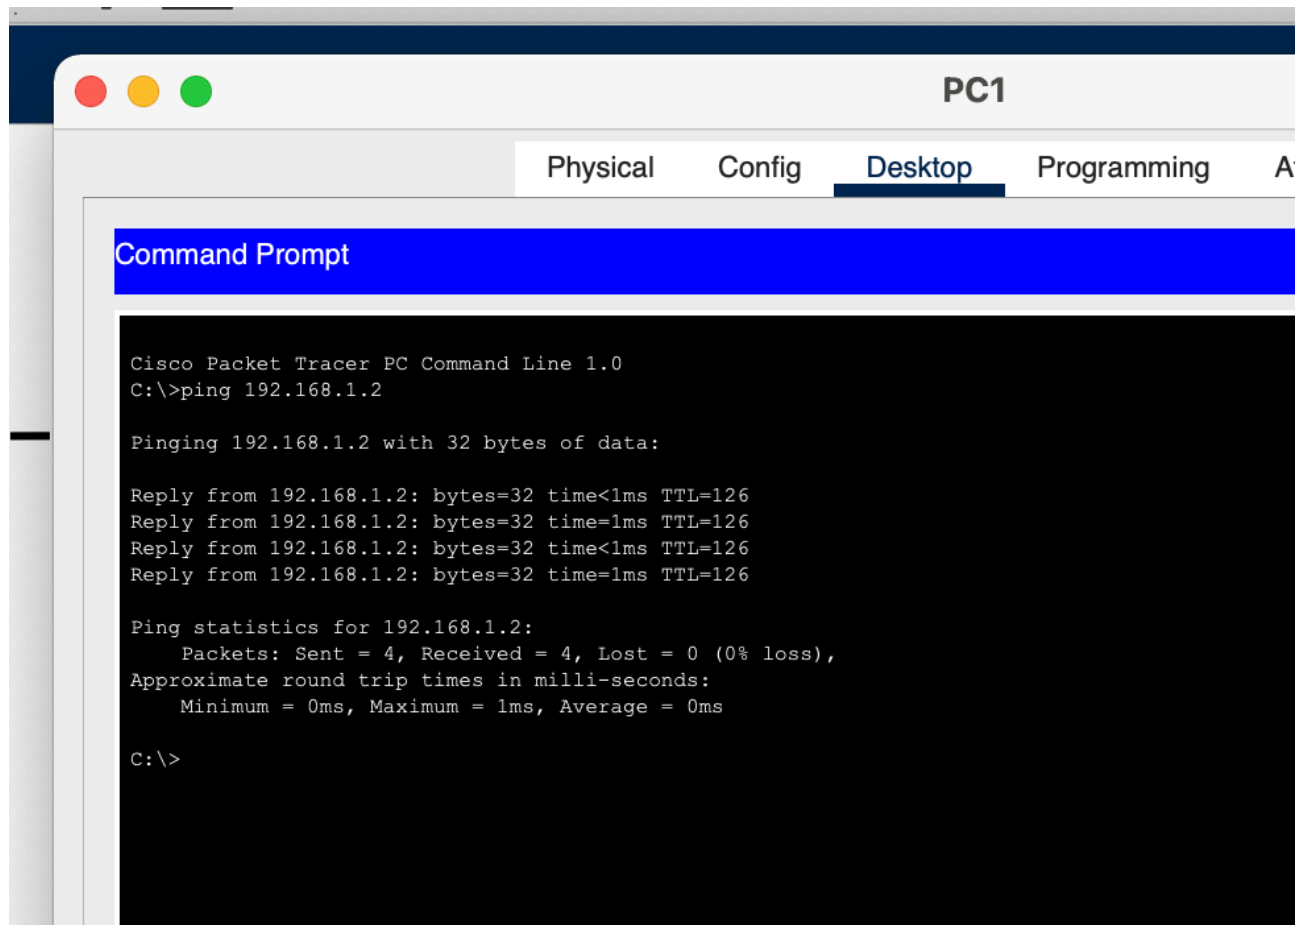 PC1
Physical Config Desktop Programming
Command Prompt
Cisco Packet Tracer PC Command Line 1.0
C:\>ping 192.168.1.2
Pinging 192.168.1.2 with 32 bytes of data:
Reply from 192.168.1.2: bytes=32 time<1ms TTL=126
Reply from 192.168.1.2: bytes=32 time=1ms TTL=126
Reply from 192.168.1.2: bytes=32 time<1ms TTL=126
Reply from 192.168.1.2: bytes=32 time=1ms TTL=126
Ping statistics for 192.168.1.2:
Packets: Sent = 4, Received = 4, Lost = 0 (0% loss),
Approximate round trip times in milli-seconds:
Minimum = 0ms, Maximum = 1ms, Average = 0ms
C:\>